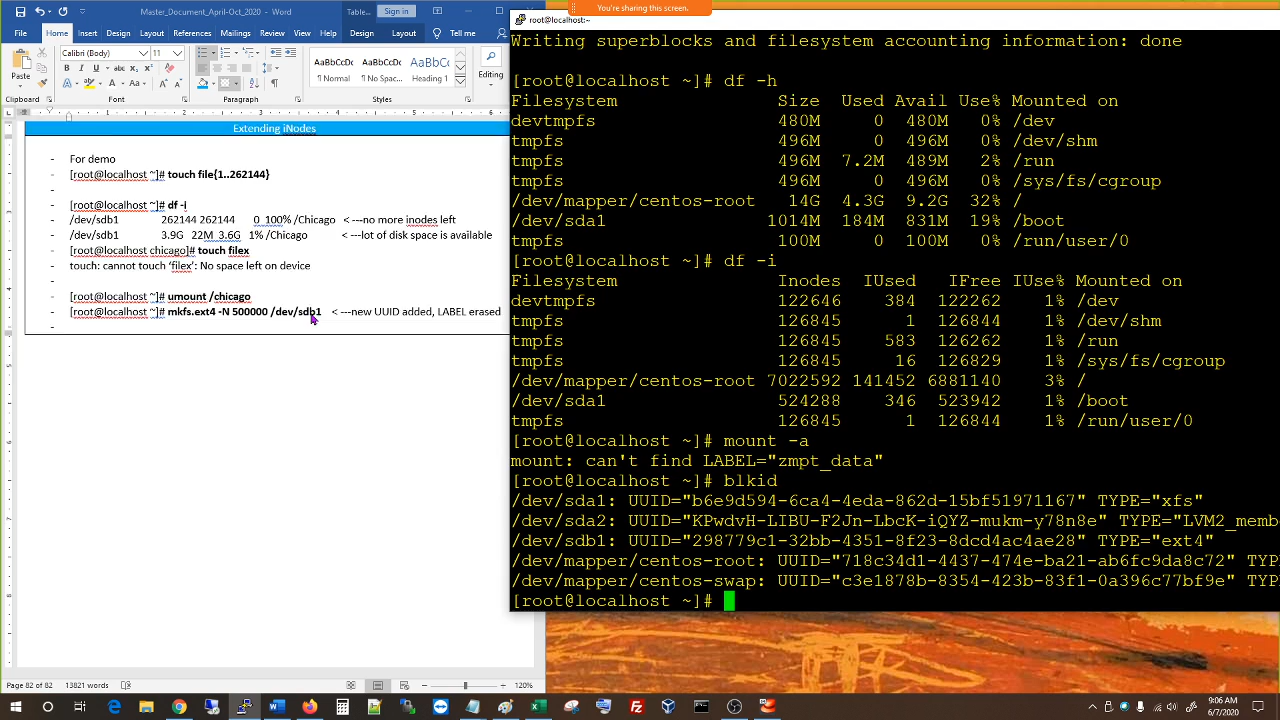 Master_Document_April-Oct_2020 - Word
Table...
Sign in
You're sharing this screen.
File Home Insert Design Layout References Mailings Review View Help Design Layout Tell me
Calibri (Body) 11
Paste
Clipboard Font Paragraph Styles
AaBbCcDc AaBbCcDc AaBbC
¶ Normal ¶ No Spac... Heading 1
Editing
Extending iNodes
- For demo
- [root@localhost ~]# touch file{1..262144}
-
- [root@localhost ~]# df -i
- /dev/sdb1 262144 262144 0 100% /Chicago < ---no more inodes left
- /dev/sdb1 3.9G 22M 3.6G 1% /Chicago < ---lot of disk space is available
- [root@localhost chicago]# touch filex
- touch: cannot touch ‘filex’: No space left on device
-
- [root@localhost ~]# umount /chicago
- [root@localhost ~]# mkfs.ext4 -N 500000 /dev/sdb1 < ---new UUID added, LABEL erased
-
Page 82 of 82 13821 words 120%
root@localhost:~
Writing superblocks and filesystem accounting information: done
[root@localhost ~]# df -h
Filesystem Size Used Avail Use% Mounted on
devtmpfs 480M 0 480M 0% /dev
tmpfs 496M 0 496M 0% /dev/shm
tmpfs 496M 7.2M 489M 2% /run
tmpfs 496M 0 496M 0% /sys/fs/cgroup
/dev/mapper/centos-root 14G 4.3G 9.2G 32% /
/dev/sda1 1014M 184M 831M 19% /boot
tmpfs 100M 0 100M 0% /run/user/0
[root@localhost ~]# df -i
Filesystem Inodes IUsed IFree IUse% Mounted on
devtmpfs 122646 384 122262 1% /dev
tmpfs 126845 1 126844 1% /dev/shm
tmpfs 126845 583 126262 1% /run
tmpfs 126845 16 126829 1% /sys/fs/cgroup
/dev/mapper/centos-root 7022592 141452 6881140 3% /
/dev/sda1 524288 346 523942 1% /boot
tmpfs 126845 1 126844 1% /run/user/0
[root@localhost ~]# mount -a
mount: can't find LABEL="zmpt_data"
[root@localhost ~]# blkid
/dev/sda1: UUID="b6e9d594-6ca4-4eda-862d-15bf51971167" TYPE="xfs"
/dev/sda2: UUID="KPwdvH-LIBU-F2Jn-LbcK-iQYZ-mukm-y78n8e" TYPE="LVM2_memb
/dev/sdb1: UUID="298779c1-32bb-4351-8f23-8dcd4ac4ae28" TYPE="ext4"
/dev/mapper/centos-root: UUID="718c34d1-4437-474e-ba21-ab6fc9da8c72" TYP
/dev/mapper/centos-swap: UUID="c3e1878b-8354-423b-83f1-0a396c77bf9e" TYP
[root@localhost ~]#
9:06 AM
6/7/2020